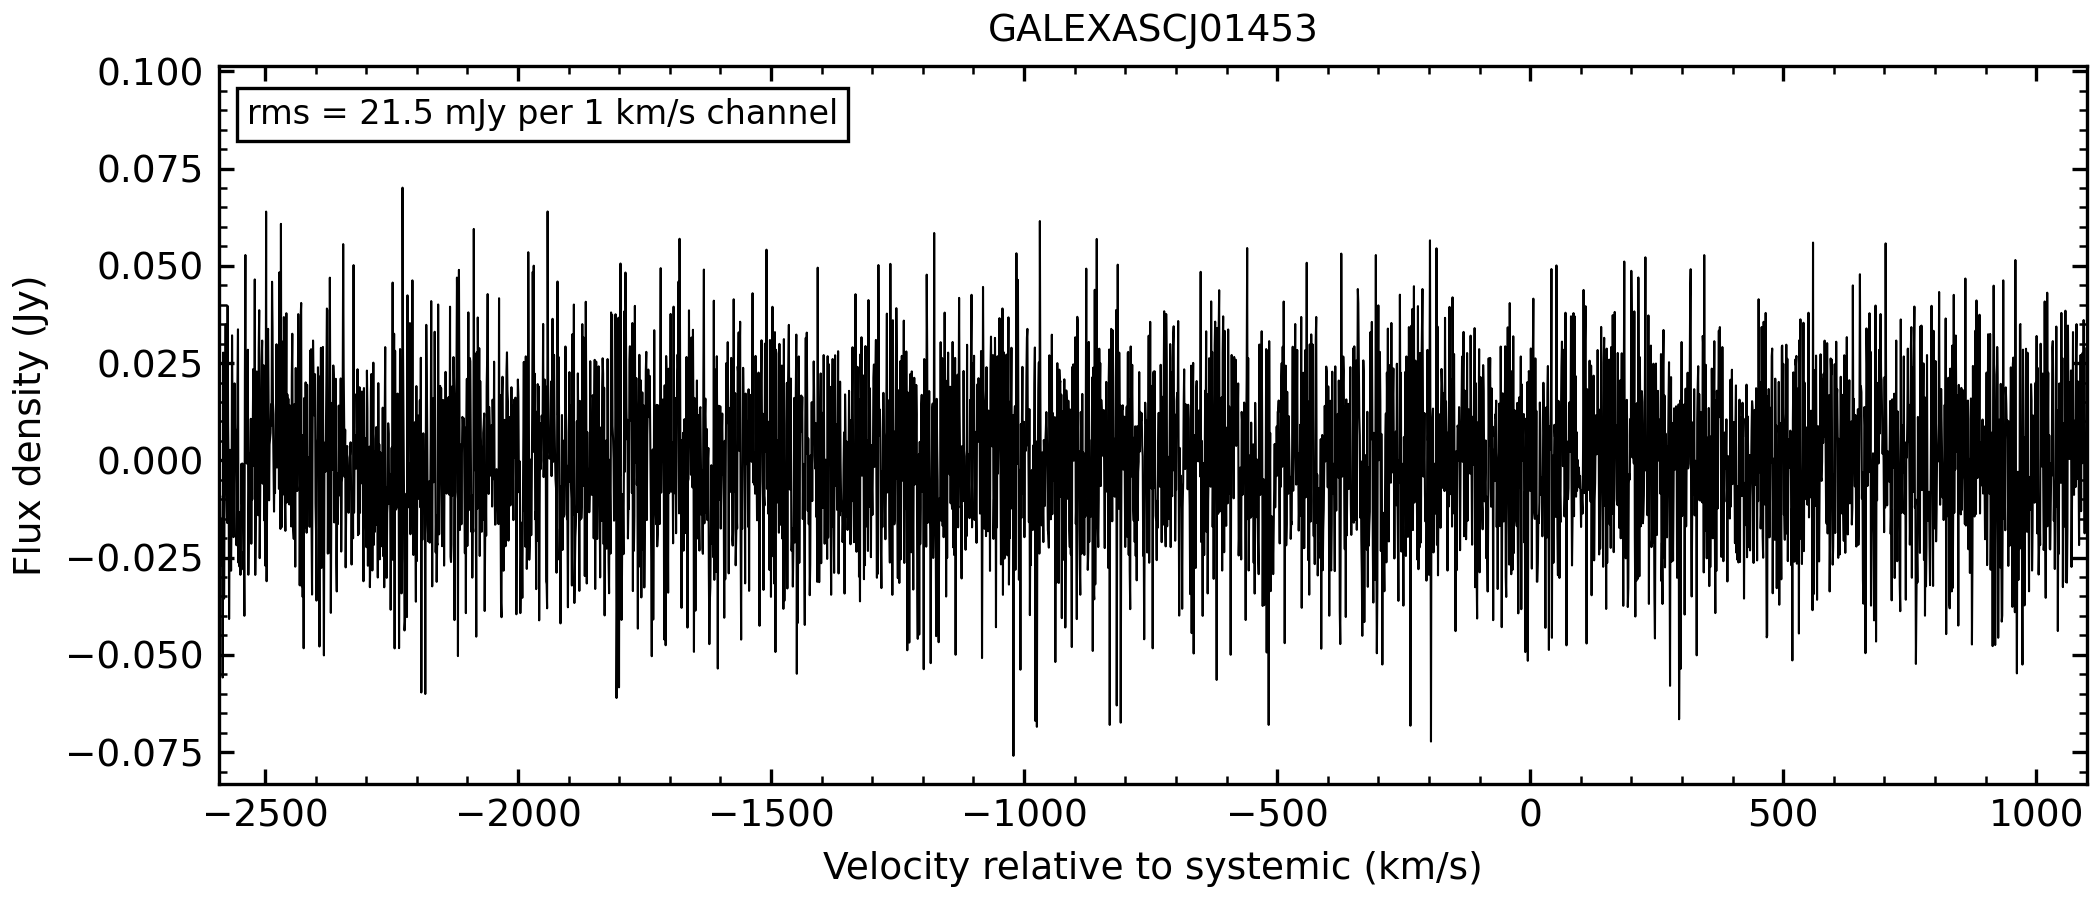 GALEXASCJ01453
rms = 21.5 mJy per 1 km/s channel
Flux density (Jy)
0.100
0.075
0.050
0.025
0.000
−0.025
−0.050
−0.075
−2500 −2000 −1500 −1000 −500 0 500 1000
Velocity relative to systemic (km/s)